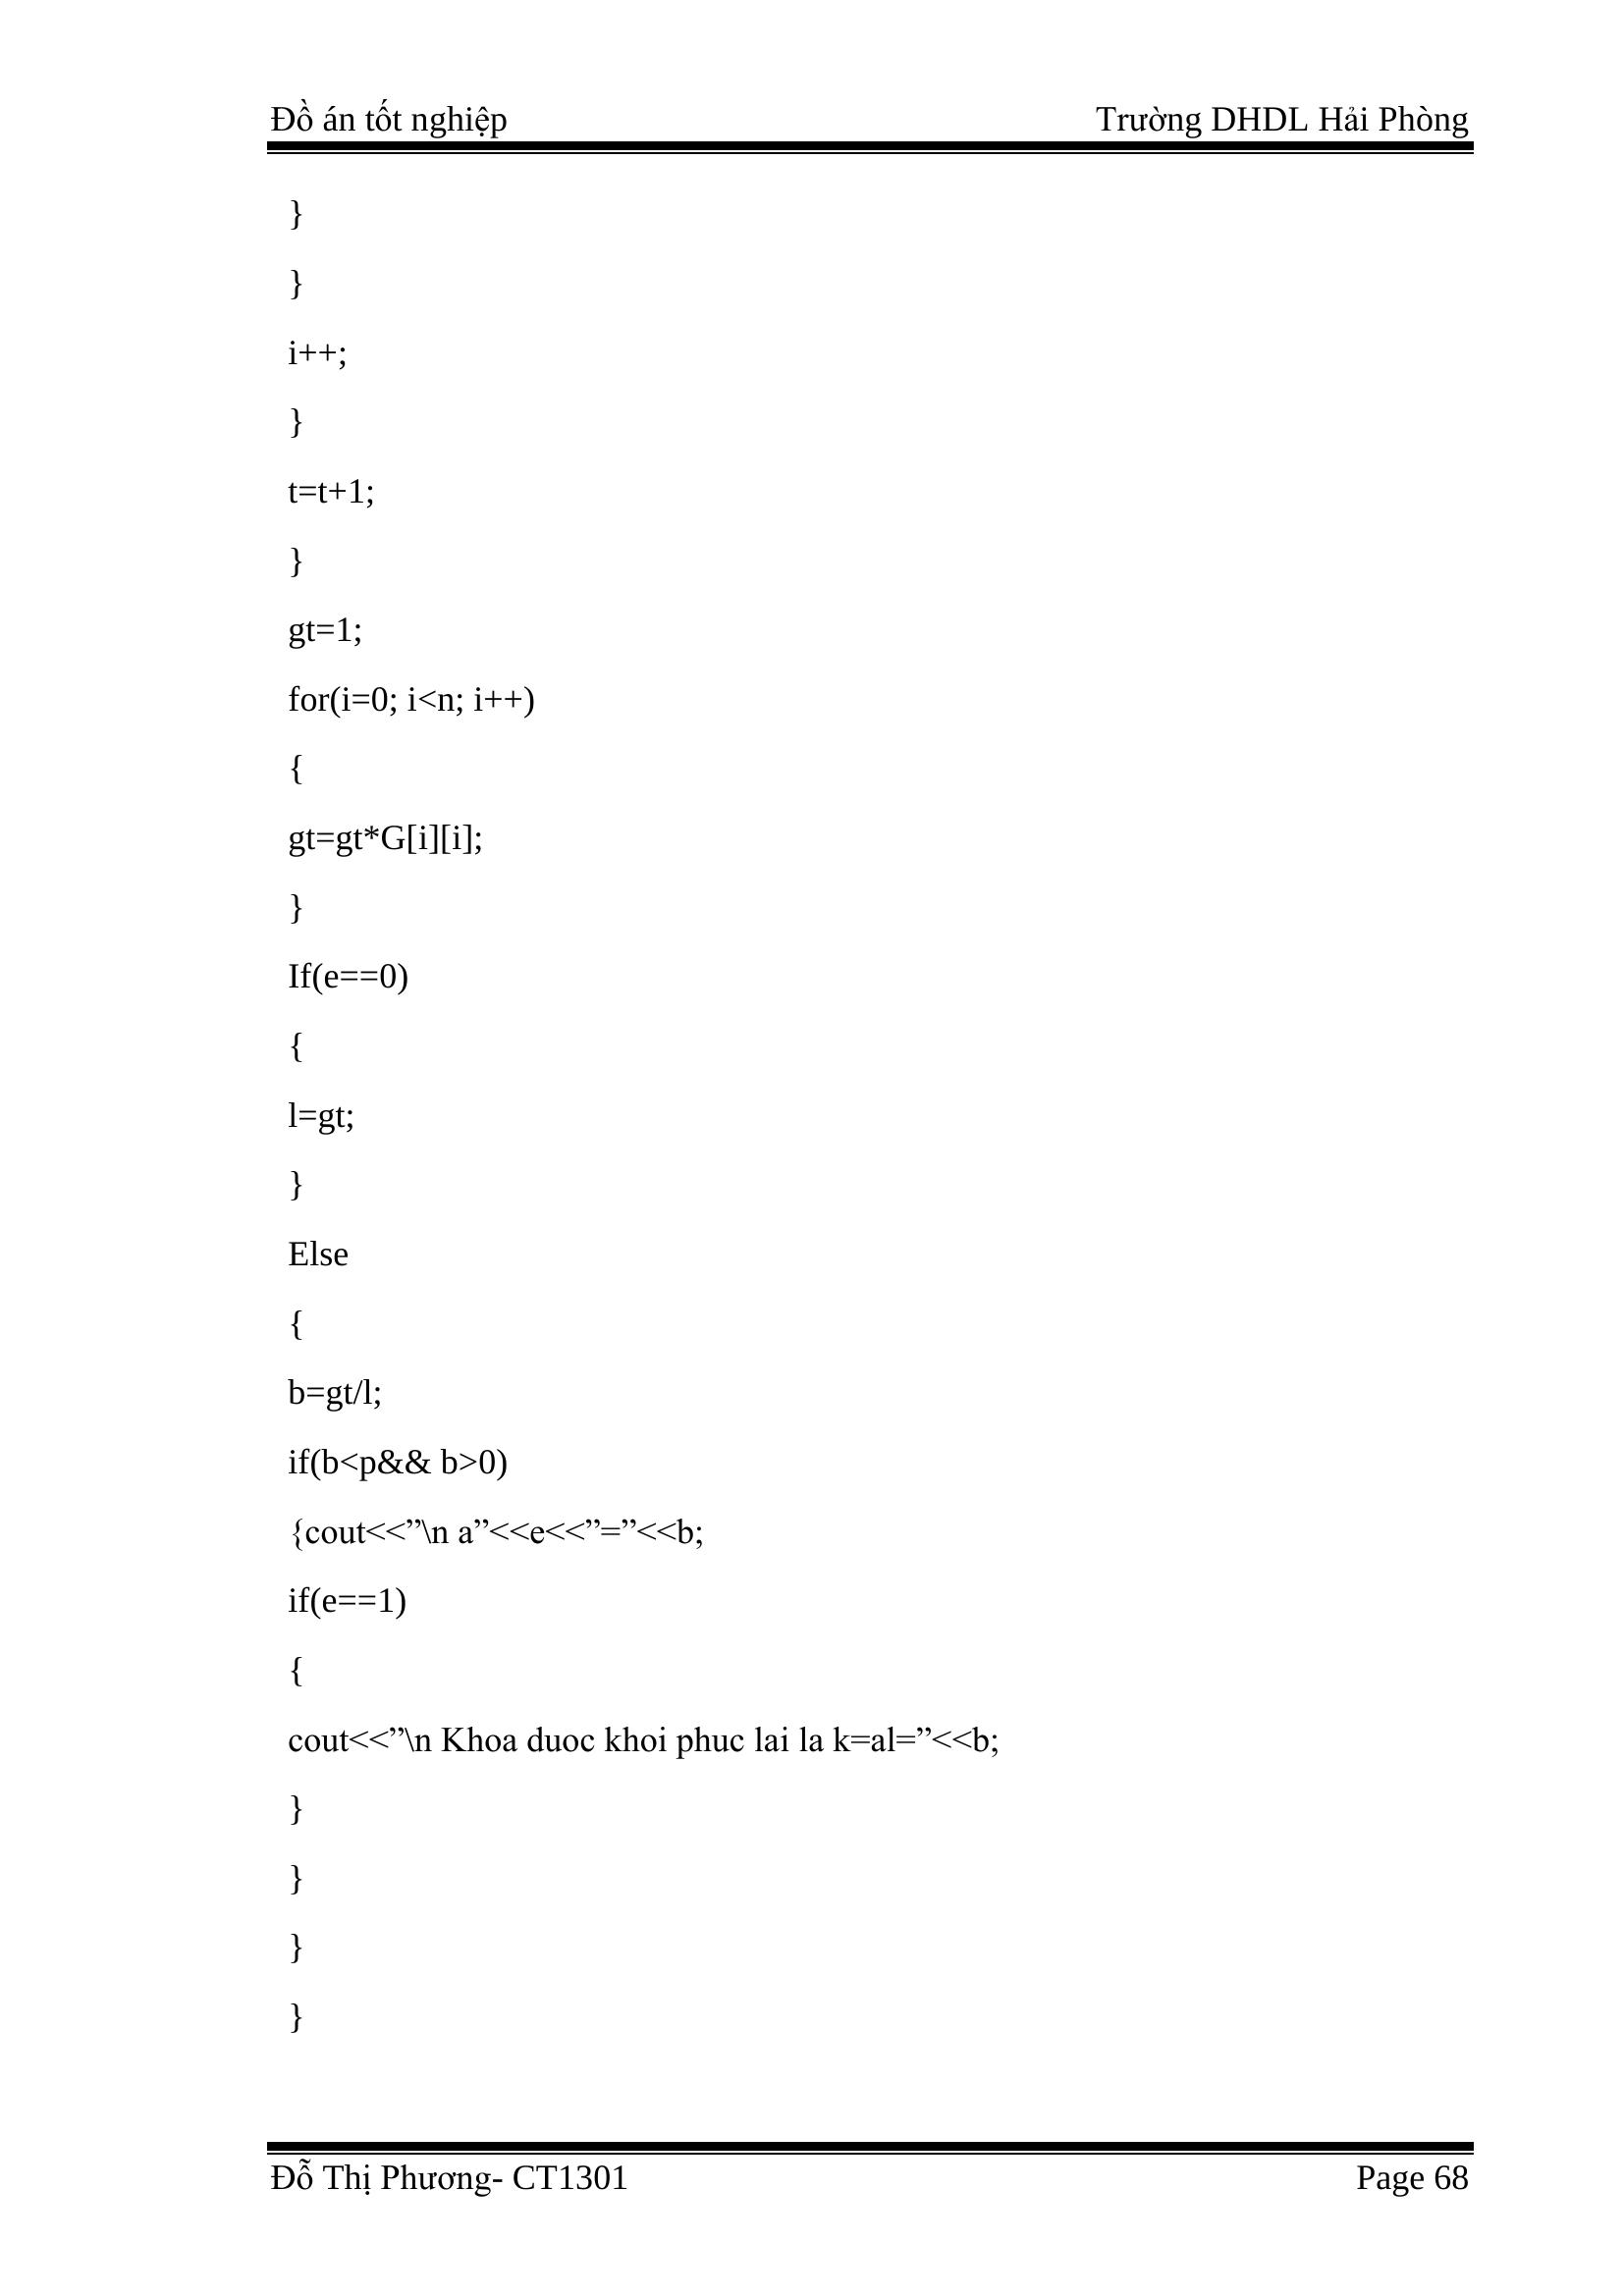 Đồ án tốt nghiệp Trường DHDL Hải Phòng
}
}
i++;
}
t=t+1;
}
gt=1;
for(i=0; i<n; i++)
{
gt=gt*G[i][i];
}
If(e==0)
{
l=gt;
}
Else
{
b=gt/l;
if(b<p&& b>0)
{cout<<”\n a”<<e<<”=”<<b;
if(e==1)
{
cout<<”\n Khoa duoc khoi phuc lai la k=al=”<<b;
}
}
}
}
Đỗ Thị Phương- CT1301 Page 68